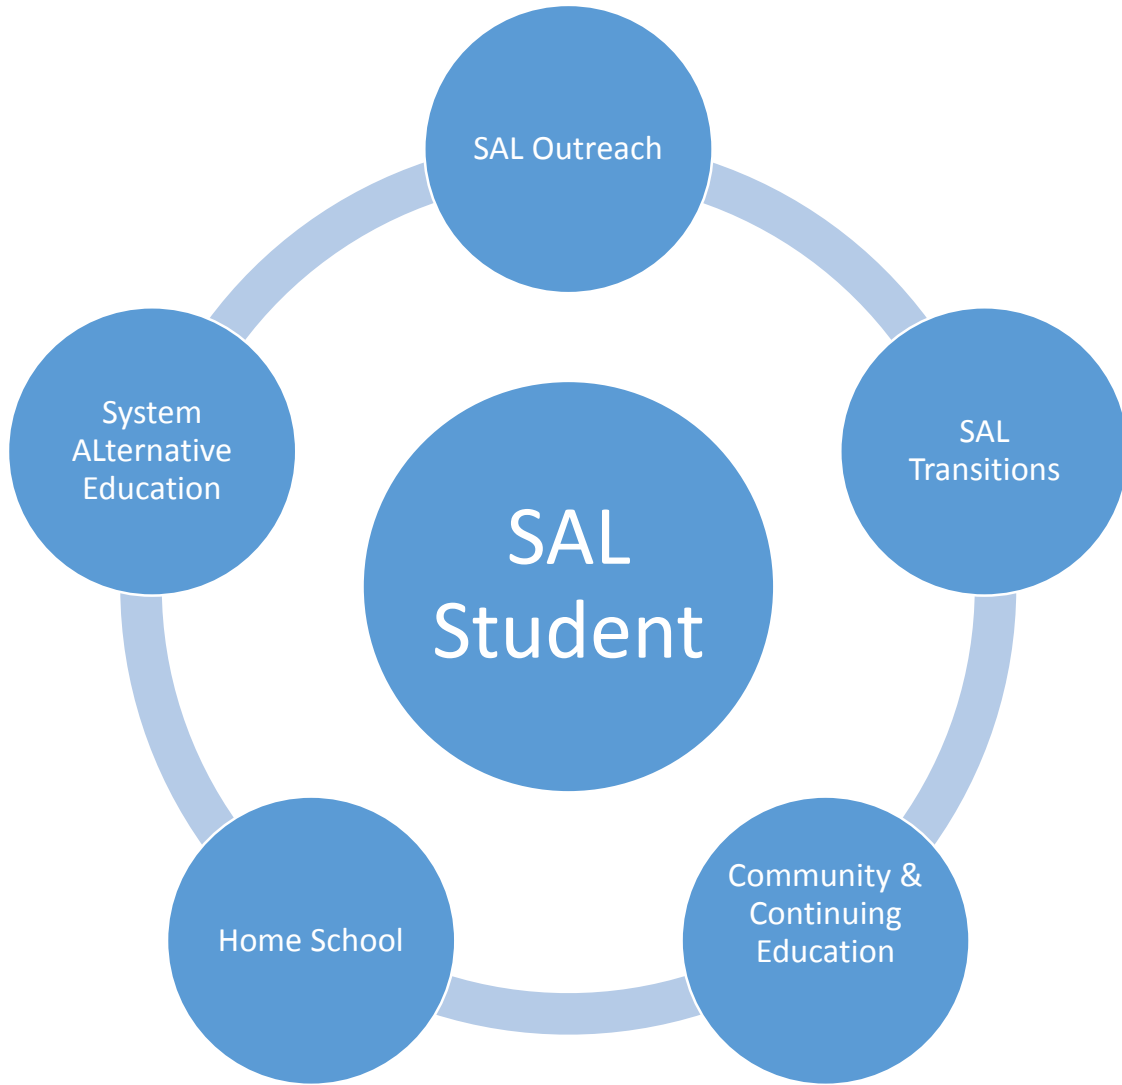 SAL Outreach
System
ALternative
Education
SAL
Transitions
SAL
Student
Home School
Community &
Continuing
Education